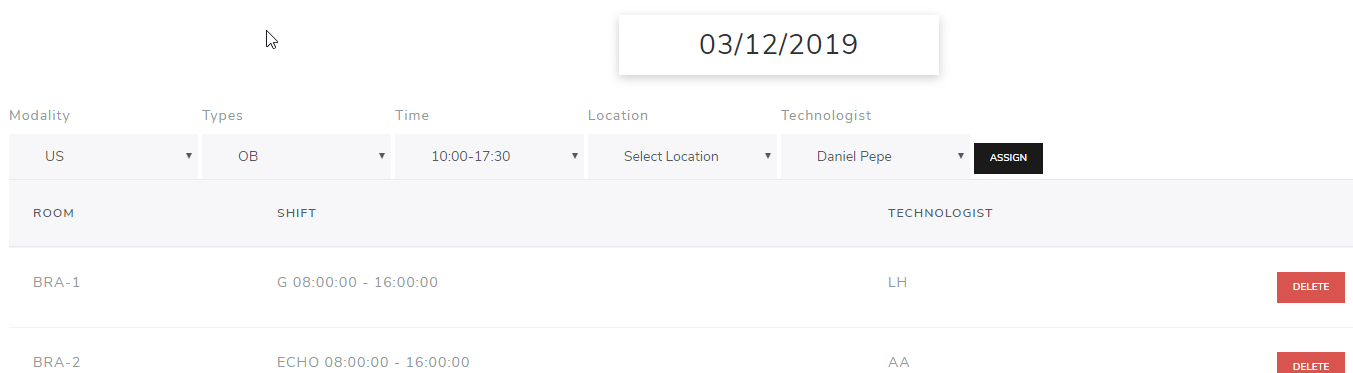 03/12/2019
Modality Types Time Location Technologist
US OB 10:00-17:30 Select Location Daniel Pepe ASSIGN
ROOM SHIFT TECHNOLOGIST
BRA-1 G 08:00:00 - 16:00:00 LH DELETE
BRA-2 ECHO 08:00:00 - 16:00:00 AA DELETE